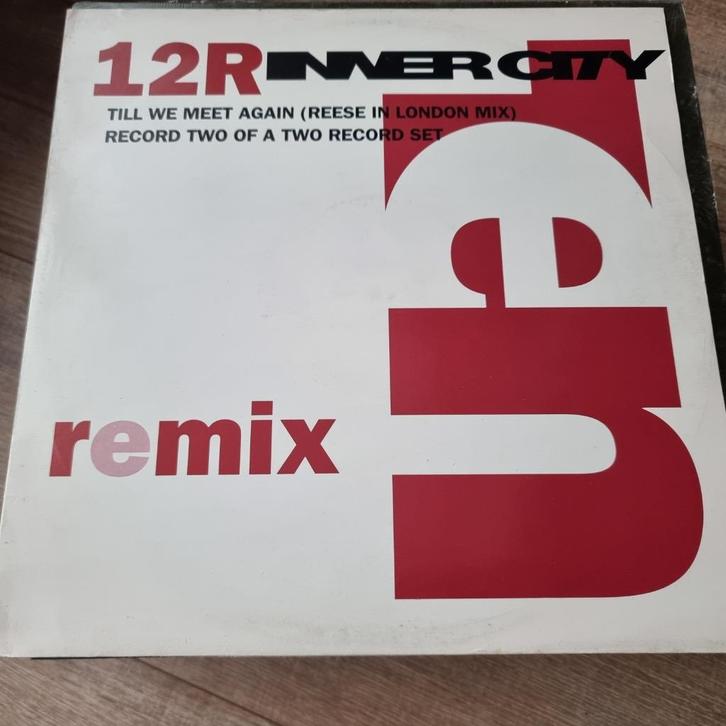 12R INNER CITY
TILL WE MEET AGAIN (REESE IN LONDON MIX)
RECORD TWO OF A TWO RECORD SET
remix
ten